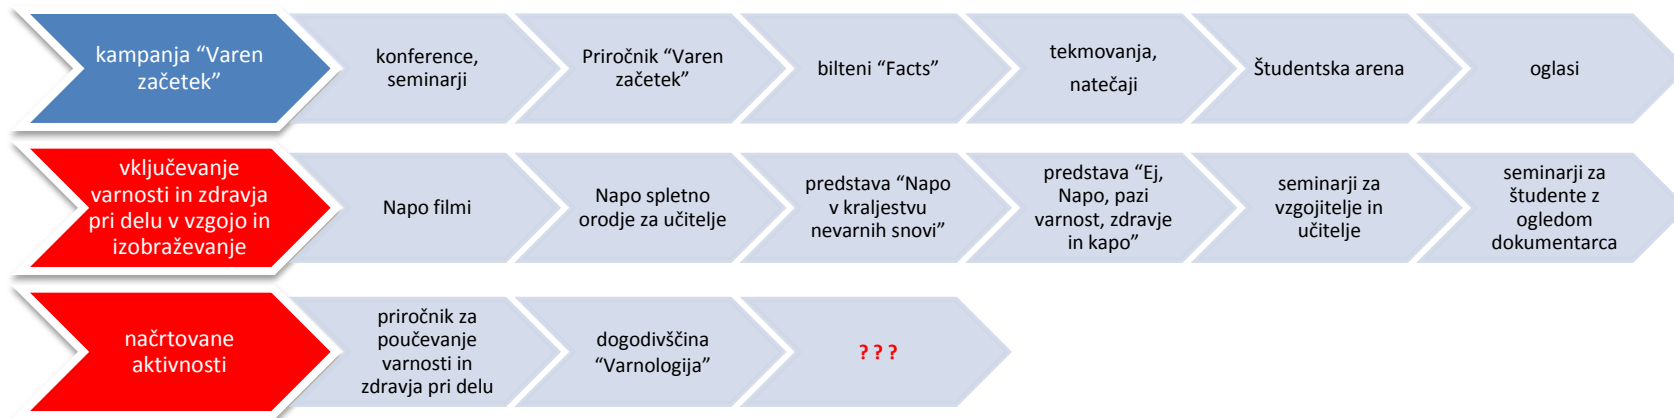 kampanja “Varen
začetek”
konference,
seminarji
Priročnik “Varen
začetek”
bilteni “Facts”
tekmovanja,
natečaji
Študentska arena
oglasi
vključevanje
varnosti in zdravja
pri delu v vzgojo in
izobraževanje
Napo filmi
Napo spletno
orodje za učitelje
predstava “Napo
v kraljestvu
nevarnih snovi”
predstava “Ej,
Napo, pazi
varnost, zdravje
in kapo”
seminarji za
vzgojitelje in
učitelje
seminarji za
študente z
ogledom
dokumentarca
načrtovane
aktivnosti
priročnik za
poučevanje
varnosti in
zdravja pri delu
dogodivščina
“Varnologija”
? ? ?